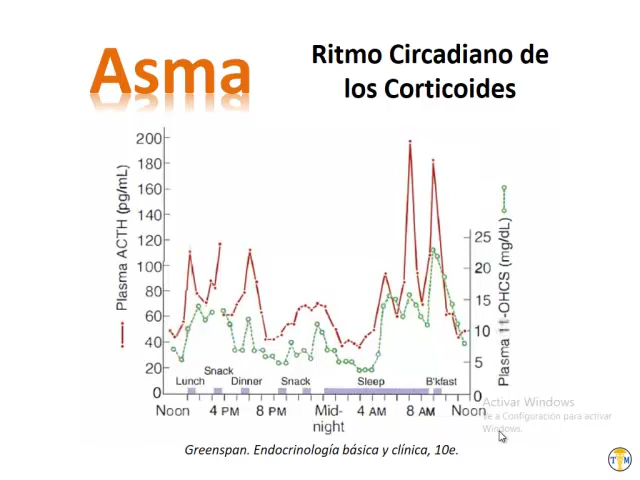 Asma
Ritmo Circadiano de
los Corticoides
Plasma ACTH (pg/mL)
200
180
160
140
120
100
80
60
40
20
0
Lunch
Snack
Dinner
Snack
Sleep
B'kfast
Noon
4 PM
8 PM
Mid-
night
4 AM
8 AM
Noon
25
20
15
10
5
0
Plasma 11-OHCS (mg/dL)
Activar Windows
Ve a Configuración para activar
Windows.
Greenspan. Endocrinología básica y clínica, 10e.
T M